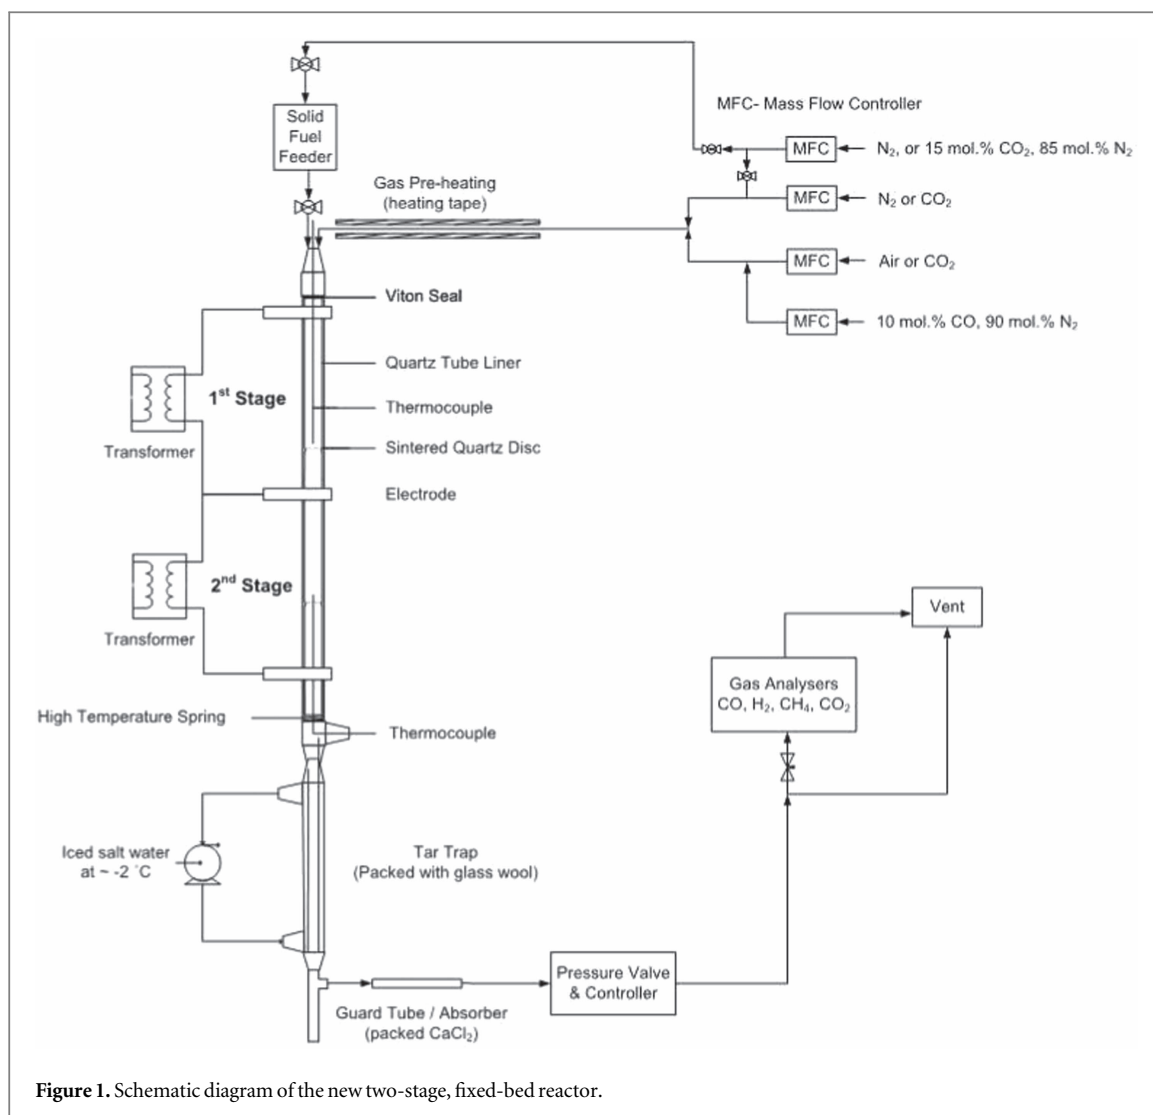 MFC- Mass Flow Controller
Solid
Fuel
Feeder
MFC
N₂, or 15 mol.% CO₂, 85 mol.% N₂
Gas Pre-heating
(heating tape)
MFC
N₂ or CO₂
MFC
Air or CO₂
Viton Seal
MFC
10 mol.% CO, 90 mol.% N₂
Quartz Tube Liner
1st Stage
Thermocouple
Transformer
Sintered Quartz Disc
Electrode
2nd Stage
Transformer
Vent
Gas Analysers
CO, H₂, CH₄, CO₂
High Temperature Spring
Thermocouple
Iced salt water
at ~ -2 ˚C
Tar Trap
(Packed with glass wool)
Pressure Valve
& Controller
Guard Tube / Absorber
(packed CaCl₂)
Figure 1. Schematic diagram of the new two-stage, fixed-bed reactor.